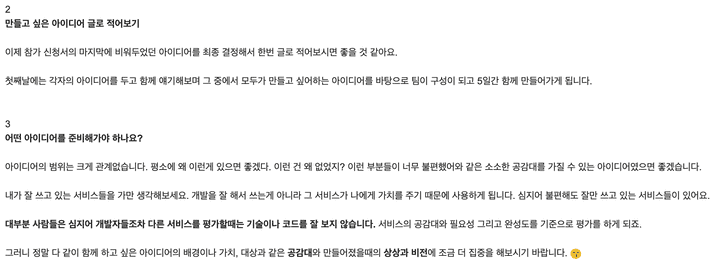 2
만들고 싶은 아이디어 글로 적어보기
이제 참가 신청서의 마지막에 비워두었던 아이디어를 최종 결정해서 한번 글로 적어보시면 좋을 것 같아요.
첫째날에는 각자의 아이디어를 두고 함께 얘기해보며 그 중에서 모두가 만들고 싶어하는 아이디어를 바탕으로 팀이 구성이 되고 5일간 함께 만들어가게 됩니다.
3
어떤 아이디어를 준비해가야 하나요?
아이디어의 범위는 크게 관계없습니다. 평소에 왜 이런게 있으면 좋겠다. 이런 건 왜 없었지? 이런 부분들이 너무 불편했어와 같은 소소한 공감대를 가질 수 있는 아이디어였으면 좋겠습니다.
내가 잘 쓰고 있는 서비스들을 가만 생각해보세요. 개발을 잘 해서 쓰는게 아니라 그 서비스가 나에게 가치를 주기 때문에 사용하게 됩니다. 심지어 불편해도 잘만 쓰고 있는 서비스들이 있어요.
대부분 사람들은 심지어 개발자들조차 다른 서비스를 평가할때는 기술이나 코드를 잘 보지 않습니다. 서비스의 공감대와 필요성 그리고 완성도를 기준으로 평가를 하게 되죠.
그러니 정말 다 같이 함께 하고 싶은 아이디어의 배경이나 가치, 대상과 같은 공감대와 만들어졌을때의 상상과 비전에 조금 더 집중을 해보시기 바랍니다. 😙